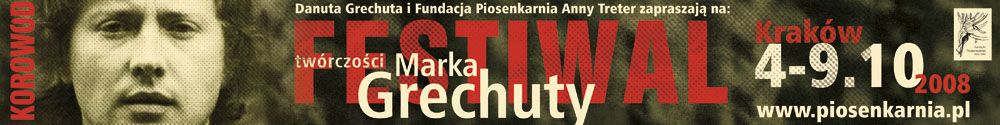 KOROWÓD
Danuta Grechuta i Fundacja Piosenkarnia Anny Treter zapraszają na:
FESTIWAL
twórczości Marka
Grechuty
Kraków
4-9.10
2008
www.piosenkarnia.pl